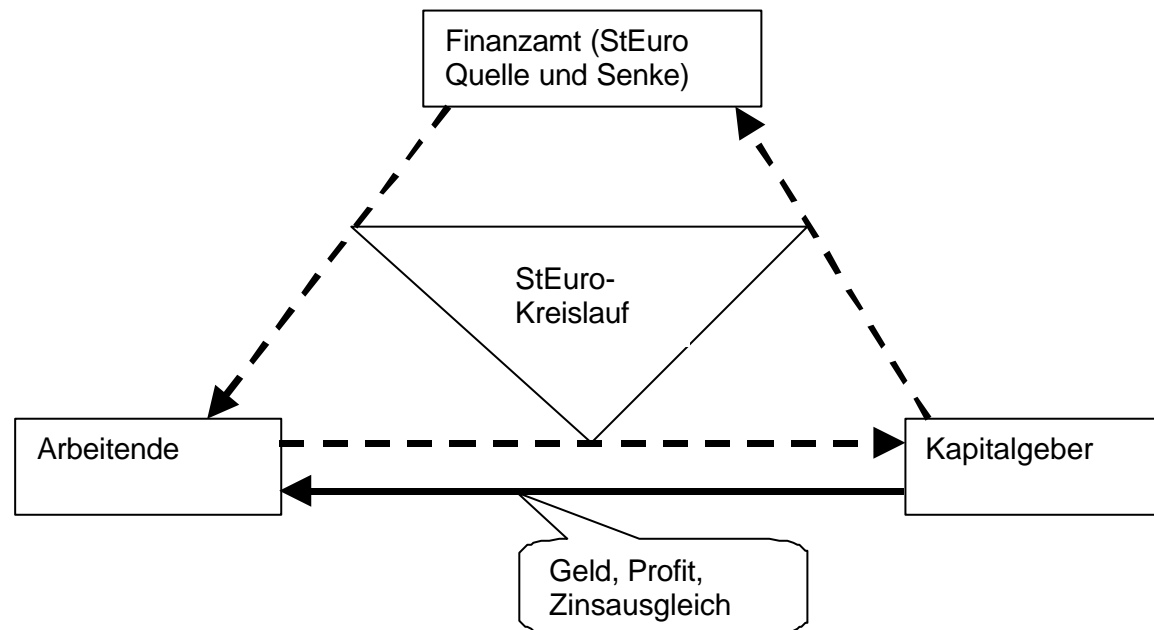 Finanzamt (StEuro
Quelle und Senke)
StEuro-
Kreislauf
Arbeitende
Kapitalgeber
Geld, Profit,
Zinsausgleich